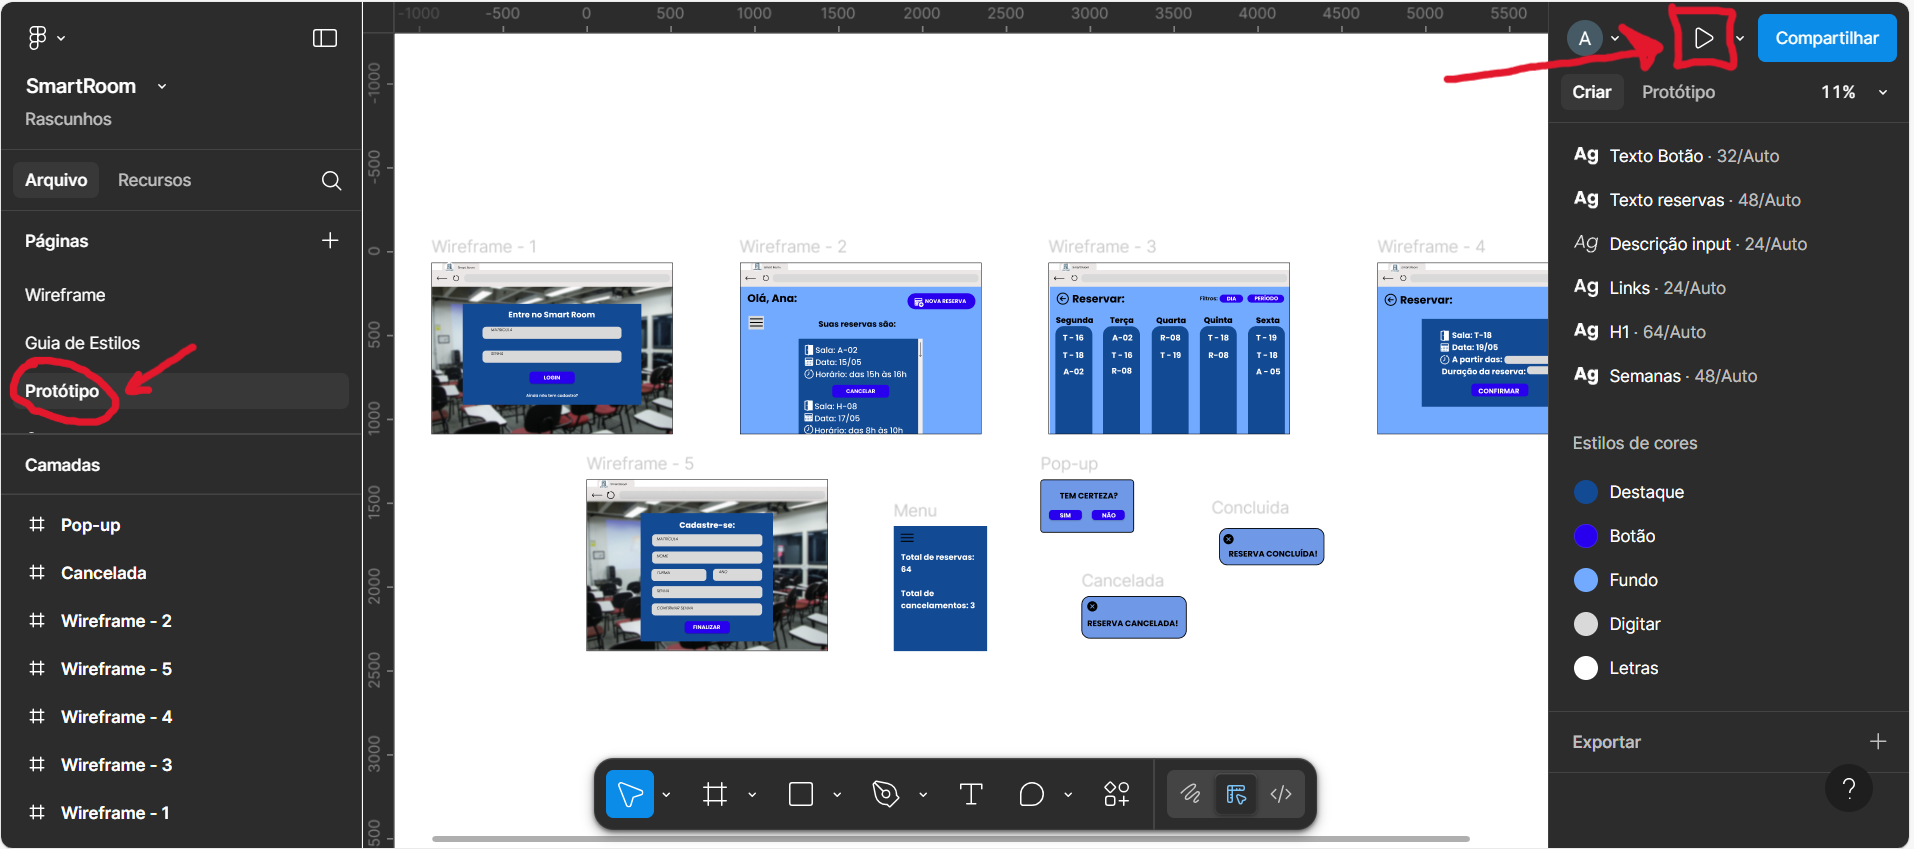 SmartRoom
Rascunhos
Arquivo
Recursos
Páginas
Wireframe
Guia de Estilos
Protótipo
Camadas
Pop-up
Cancelada
Wireframe - 2
Wireframe - 5
Wireframe - 4
Wireframe - 3
Wireframe - 1
-1000 -500 0 500 1000 1500 2000 2500 3000 3500 4000 4500 5000 5500
-1000
-500
0
500
1000
1500
2000
2500
3000
500
Wireframe - 1
Entre no Smart Room
MATRÍCULA
SENHA
LOGIN
Ainda não tem cadastro?
Wireframe - 2
Olá, Ana:
NOVA RESERVA
Suas reservas são:
Sala: A-02
Data: 15/05
Horário: das 15h às 16h
CANCELAR
Sala: H-08
Data: 17/05
Horário: das 8h às 10h
Wireframe - 3
Reservar:
Filtros: DIA PERÍODO
Segunda Terça Quarta Quinta Sexta
T - 16 A-02 R-08 T - 18 T - 19
T - 18 T - 16 T - 19 R-08 T - 18
A-02 R-08 A - 05
Wireframe - 4
Reservar:
Sala: T-18
Data: 19/05
A partir das:
Duração da reserva:
CONFIRMAR
Wireframe - 5
Cadastre-se:
MATRÍCULA
NOME
TURMA ANO
SENHA
CONFIRMAR SENHA
FINALIZAR
Menu
Total de reservas:
64
Total de
cancelamentos: 3
Pop-up
TEM CERTEZA?
SIM NÃO
Concluida
RESERVA CONCLUÍDA!
Cancelada
RESERVA CANCELADA!
A
Compartilhar
Criar
Protótipo
11%
Ag Texto Botão · 32/Auto
Ag Texto reservas · 48/Auto
Ag Descrição input · 24/Auto
Ag Links · 24/Auto
Ag H1 · 64/Auto
Ag Semanas · 48/Auto
Estilos de cores
Destaque
Botão
Fundo
Digitar
Letras
Exportar
?